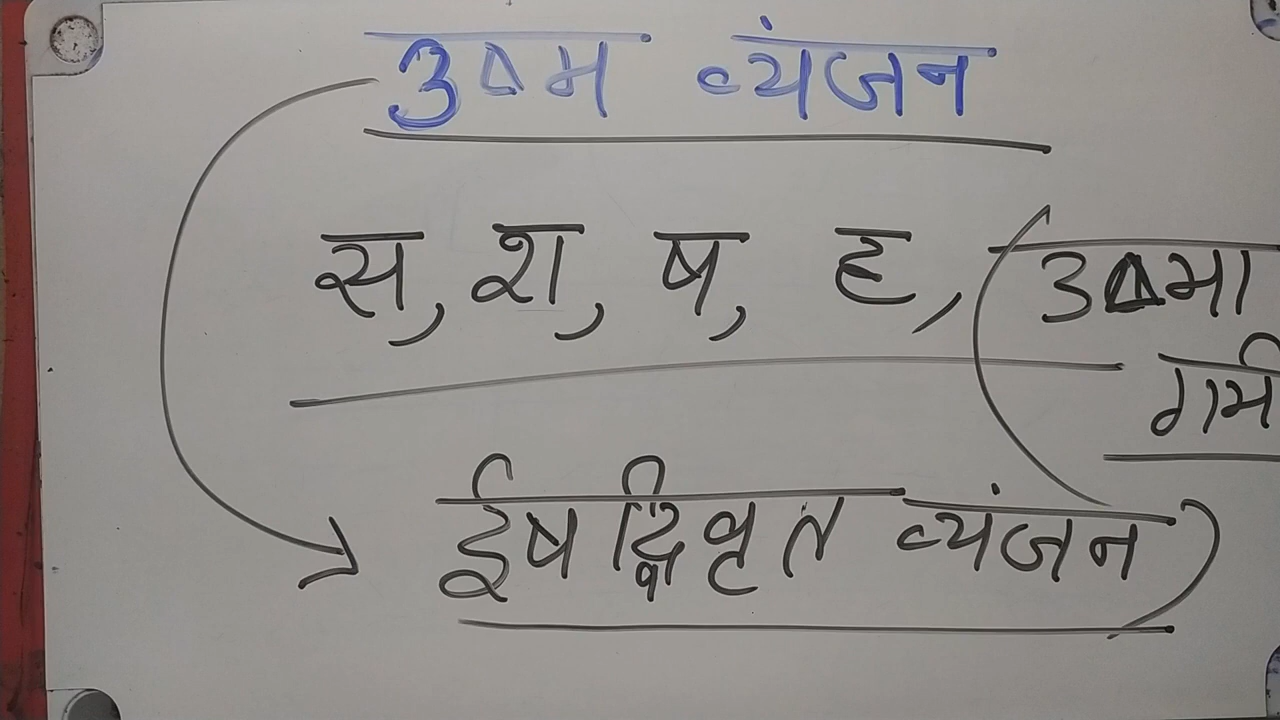 उष्म व्यंजन
स, श, ष, ह, उष्मा
गर्मी
ईषद्विवृत व्यंजन